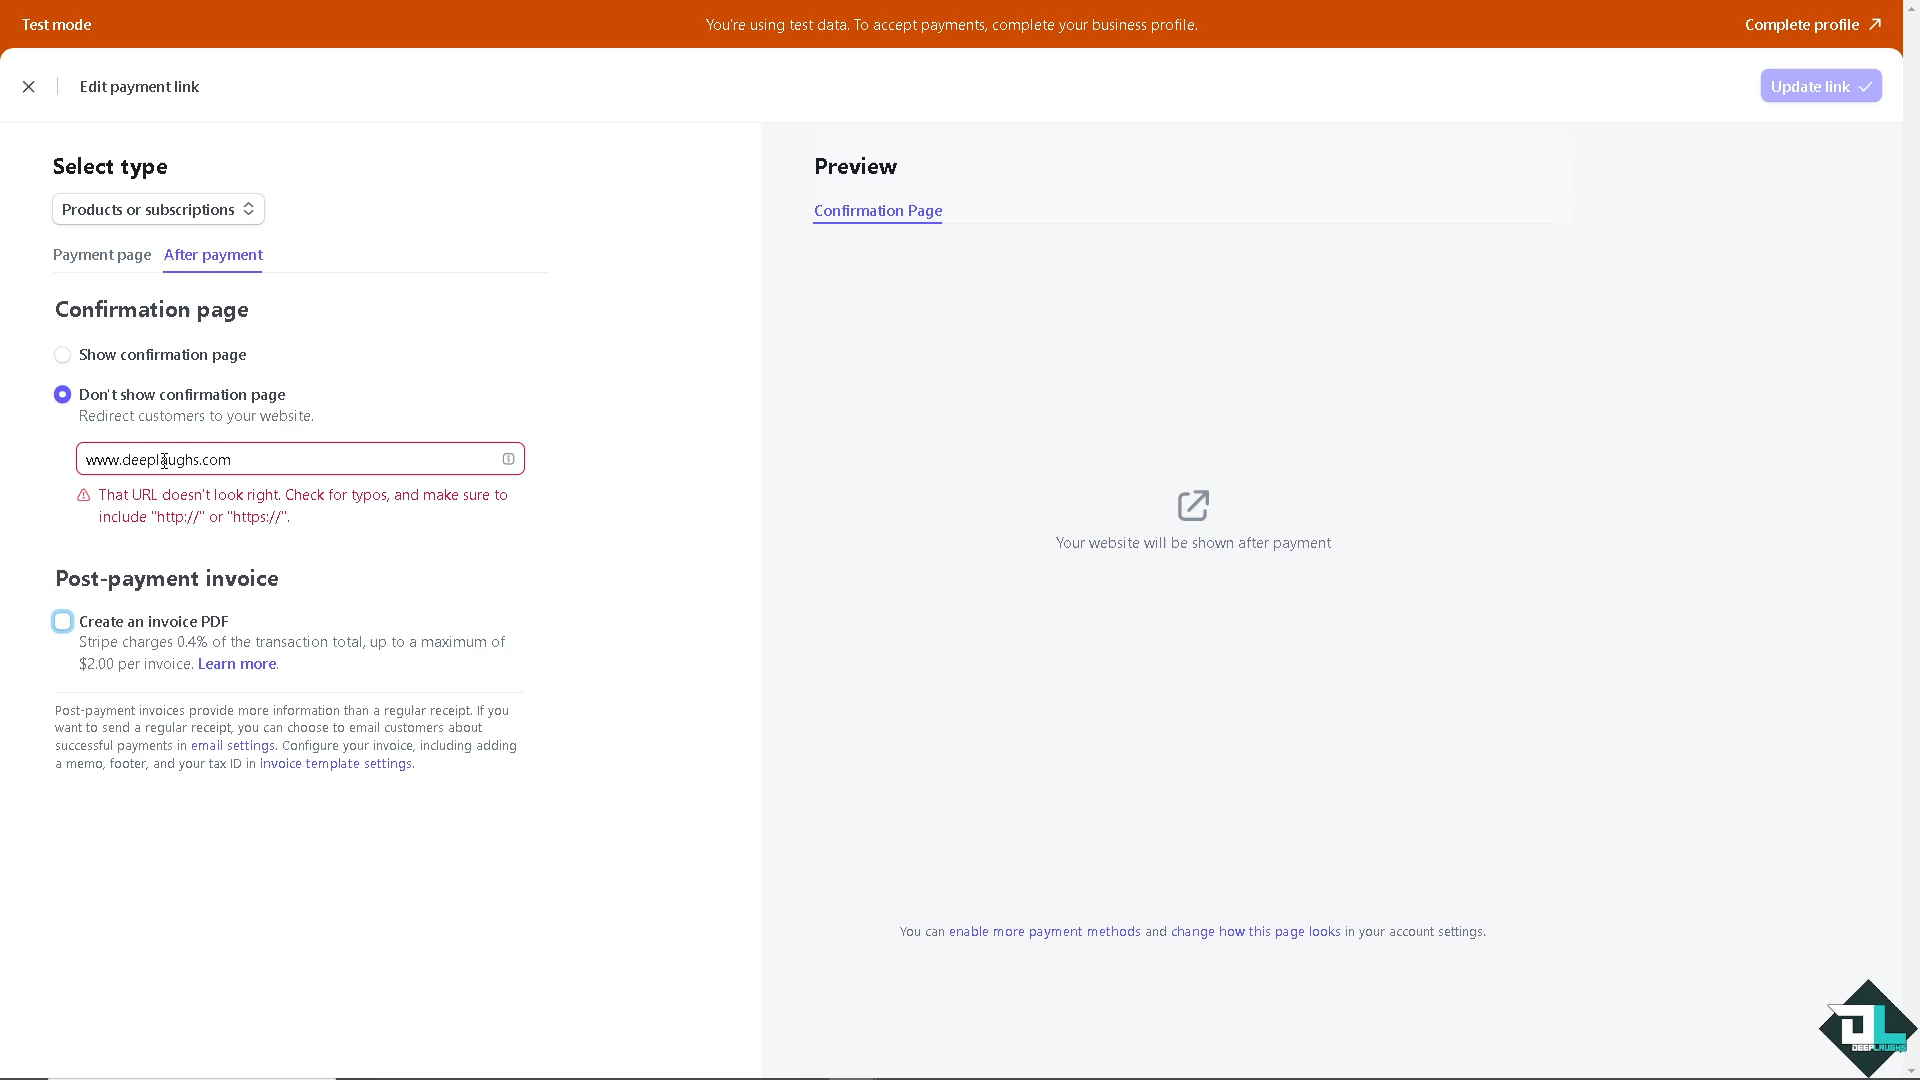 Test mode
You're using test data. To accept payments, complete your business profile.
Complete profile
Edit payment link
Update link
Select type
Products or subscriptions
Payment page
After payment
Confirmation page
Show confirmation page
Don't show confirmation page
Redirect customers to your website.
www.deeplaughs.com
That URL doesn't look right. Check for typos, and make sure to
include "http://" or "https://".
Post-payment invoice
Create an invoice PDF
Stripe charges 0.4% of the transaction total, up to a maximum of
$2.00 per invoice. Learn more.
Post-payment invoices provide more information than a regular receipt. If you
want to send a regular receipt, you can choose to email customers about
successful payments in email settings. Configure your invoice, including adding
a memo, footer, and your tax ID in invoice template settings.
Preview
Confirmation Page
Your website will be shown after payment
You can enable more payment methods and change how this page looks in your account settings.
DL
DEEPLAUGHS